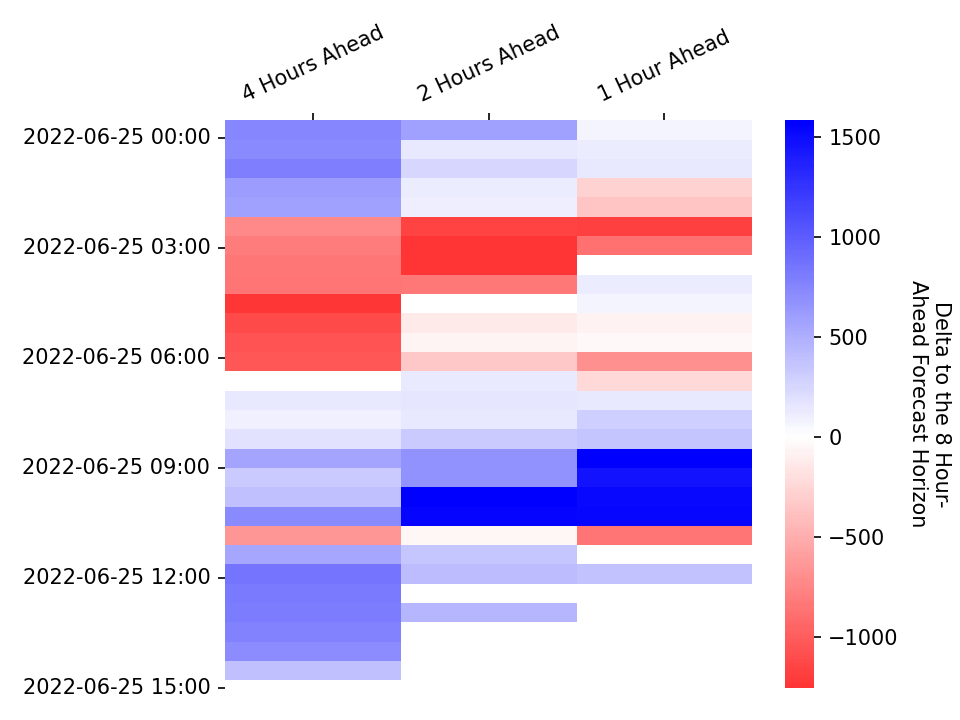 4 Hours Ahead
2 Hours Ahead
1 Hour Ahead
2022-06-25 00:00
2022-06-25 03:00
2022-06-25 06:00
2022-06-25 09:00
2022-06-25 12:00
2022-06-25 15:00
1500
1000
500
0
−500
−1000
Delta to the 8 Hour-
Ahead Forecast Horizon